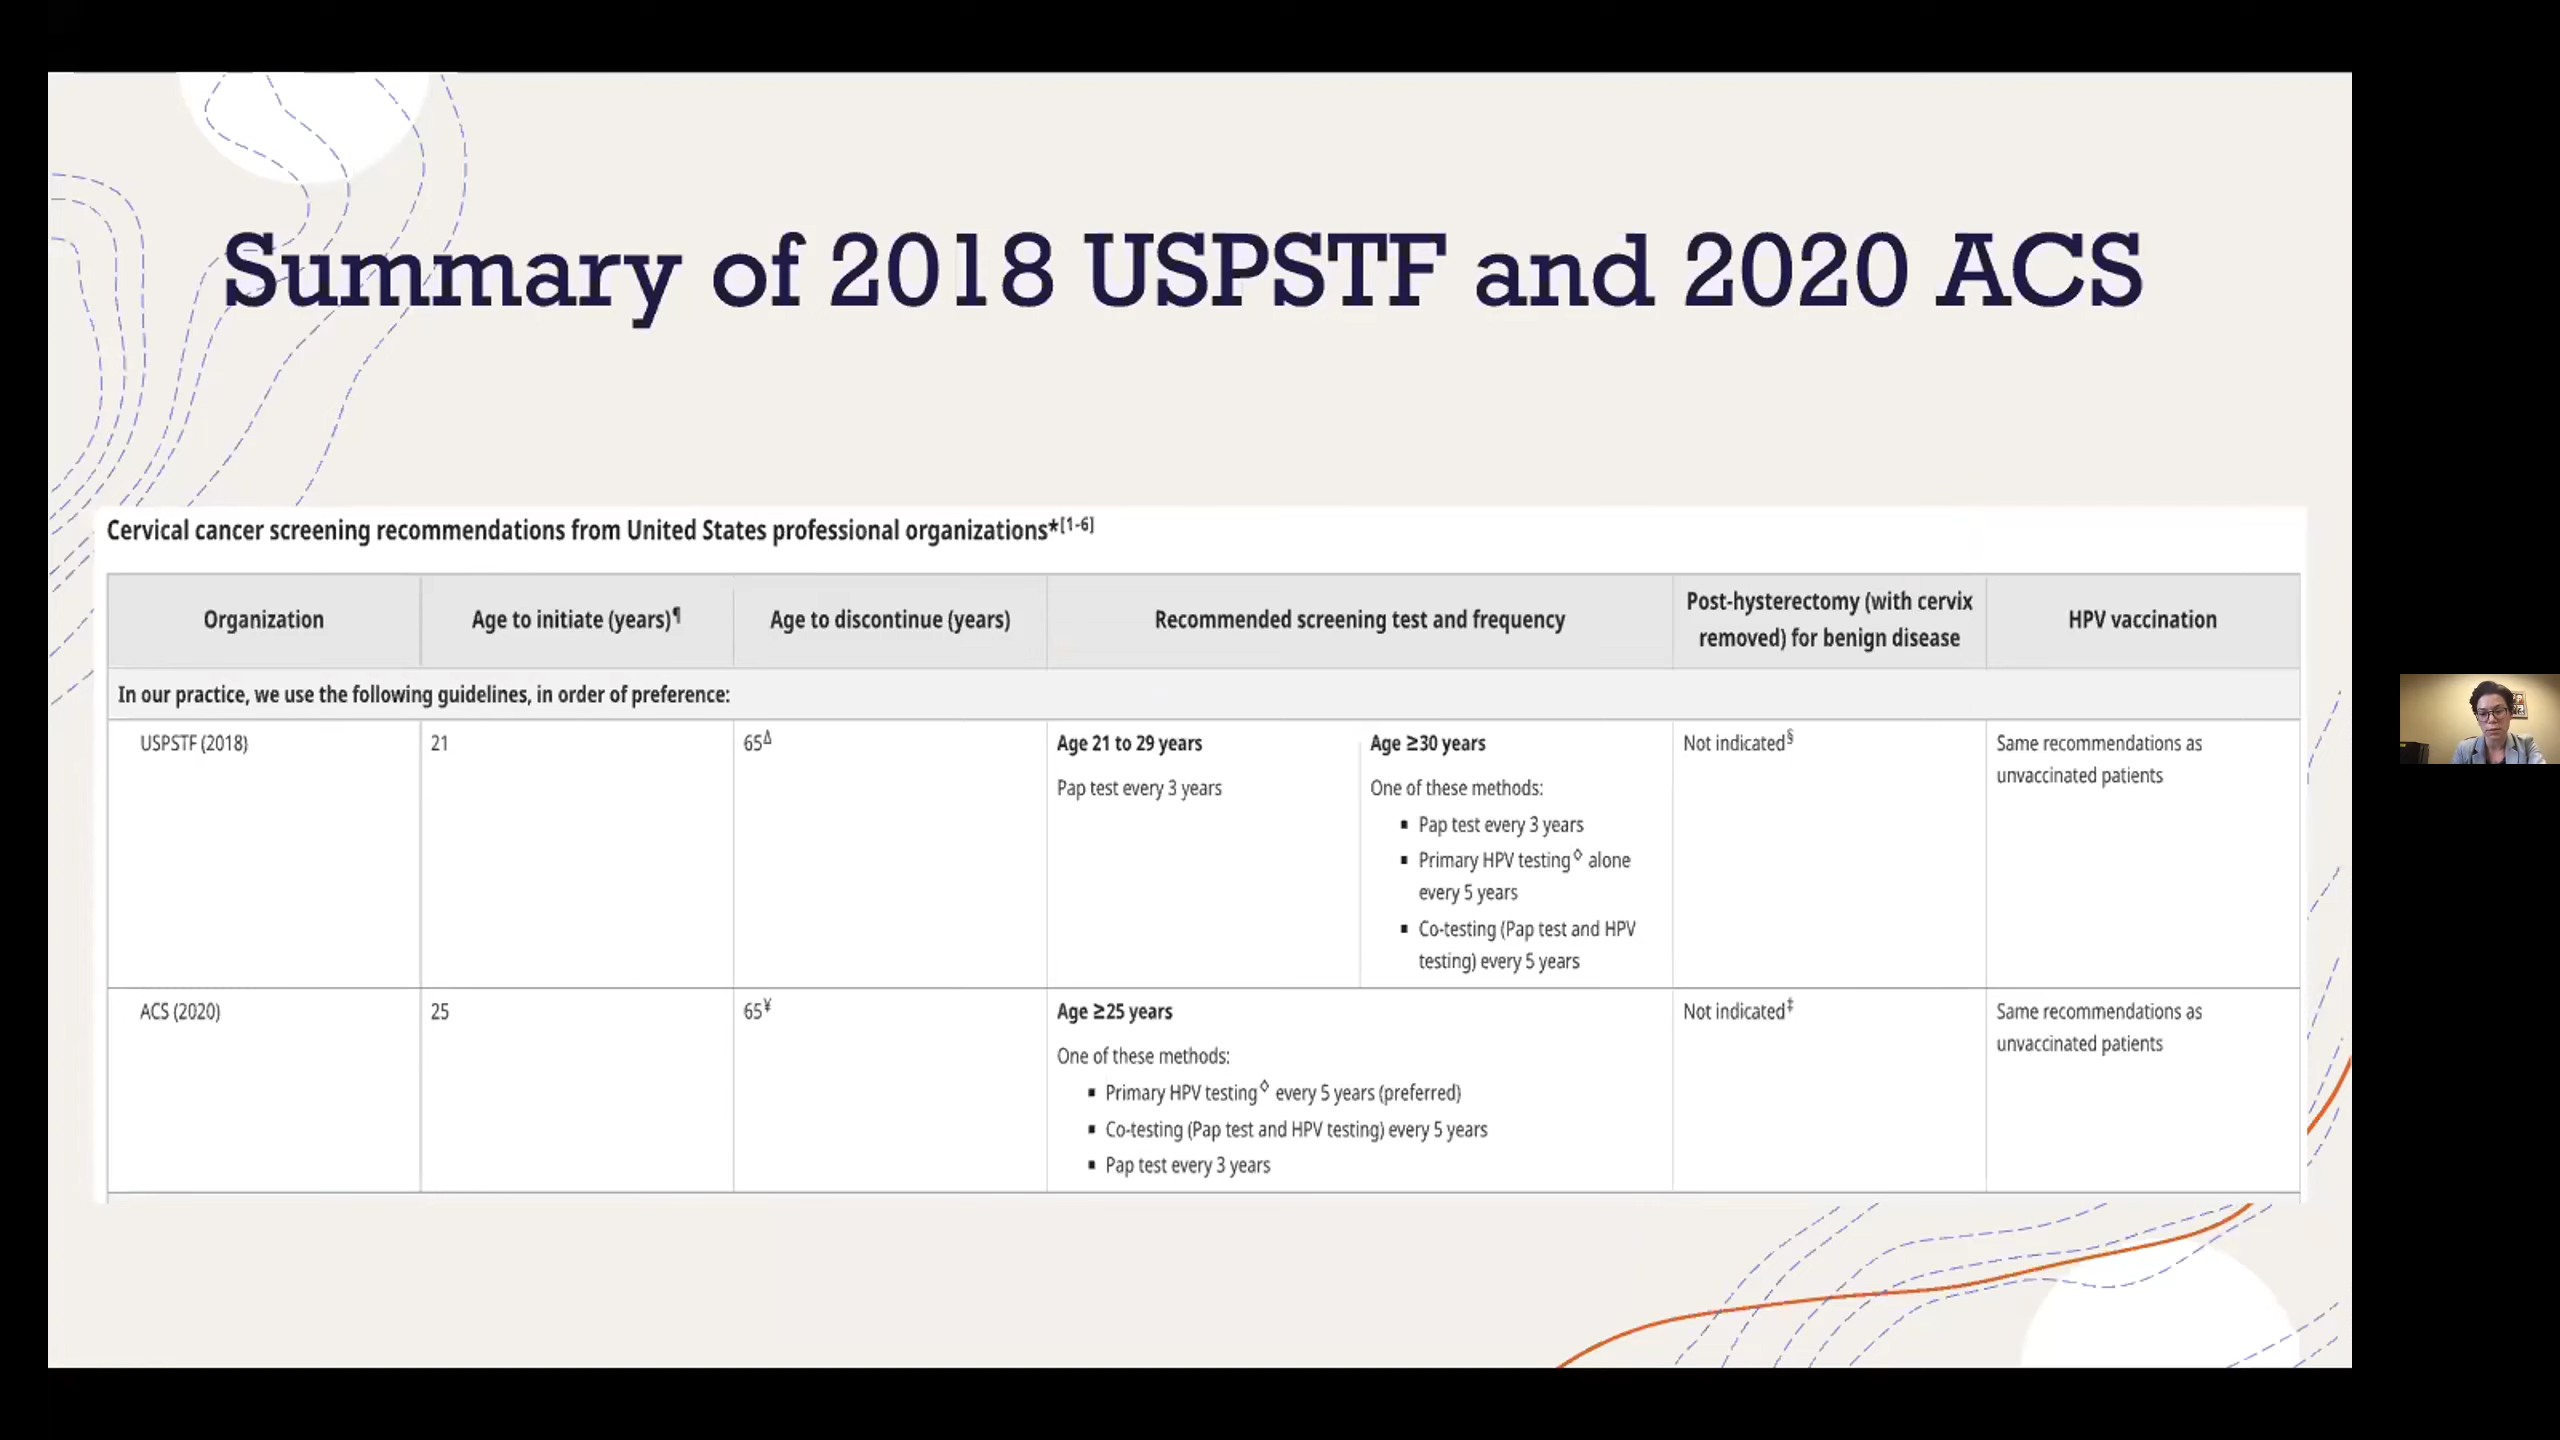 Summary of 2018 USPSTF and 2020 ACS
Cervical cancer screening recommendations from United States professional organizations*[1-6]
Organization
Age to initiate (years)¶
Age to discontinue (years)
Recommended screening test and frequency
Post-hysterectomy (with cervix
removed) for benign disease
HPV vaccination
In our practice, we use the following guidelines, in order of preference:
USPSTF (2018)
21
65Δ
Age 21 to 29 years
Pap test every 3 years
Age ≥30 years
One of these methods:
▪ Pap test every 3 years
▪ Primary HPV testing◊ alone
every 5 years
▪ Co-testing (Pap test and HPV
testing) every 5 years
Not indicated§
Same recommendations as
unvaccinated patients
ACS (2020)
25
65¥
Age ≥25 years
One of these methods:
▪ Primary HPV testing◊ every 5 years (preferred)
▪ Co-testing (Pap test and HPV testing) every 5 years
▪ Pap test every 3 years
Not indicated‡
Same recommendations as
unvaccinated patients